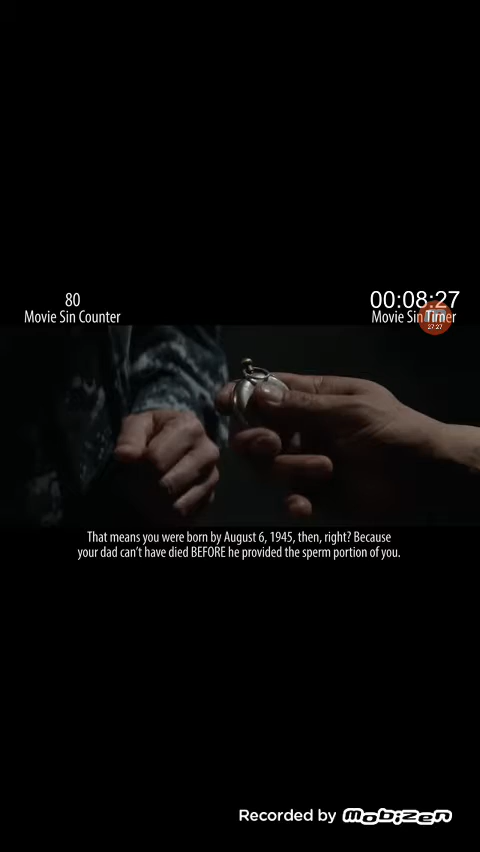 80
Movie Sin Counter
00:08:27
Movie Sin Timer
27:27
That means you were born by August 6, 1945, then, right? Because
your dad can't have died BEFORE he provided the sperm portion of you.
Recorded by Mobizen